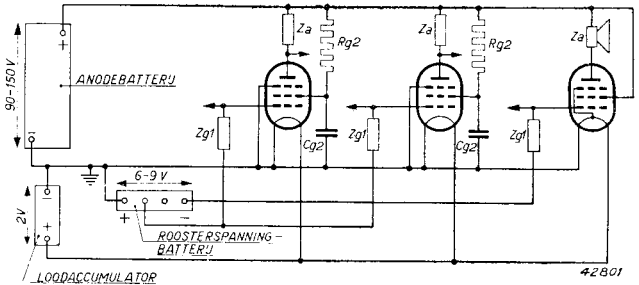 Za
Rg2
Za
Rg2
Za
+
90-150V
ANODEBATTERIJ
Zg1
Cg2
Zg1
Cg2
Zg1
–
6-9 V
–
2V
+
+
–
ROOSTERSPANNING-
BATTERIJ
LOODACCUMULATOR
42801